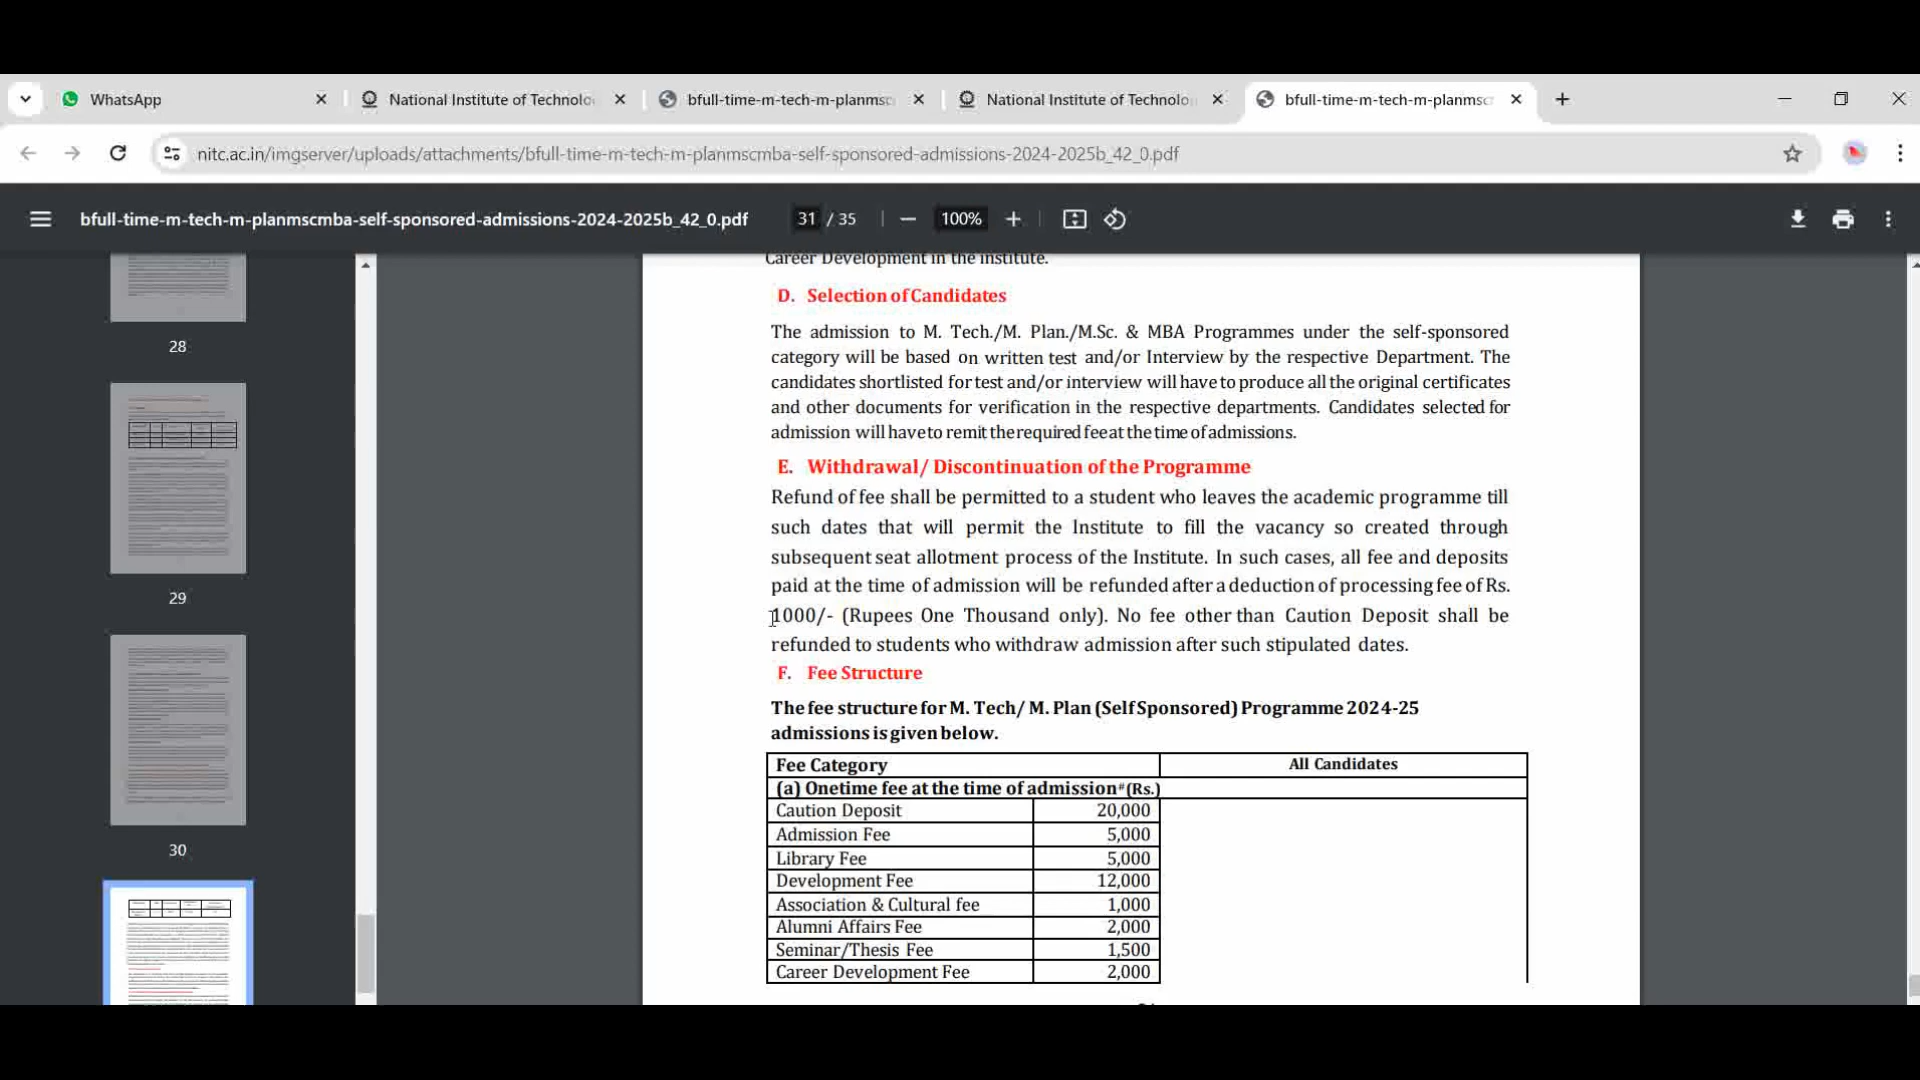 WhatsApp
National Institute of Technolo
bfull-time-m-tech-m-planmsc
National Institute of Technolo
bfull-time-m-tech-m-planmsc
nitc.ac.in/imgserver/uploads/attachments/bfull-time-m-tech-m-planmscmba-self-sponsored-admissions-2024-2025b_42_0.pdf
bfull-time-m-tech-m-planmscmba-self-sponsored-admissions-2024-2025b_42_0.pdf
31 / 35
100%
28
29
30
Career Development in the institute.
D. Selection of Candidates
The admission to M. Tech./M. Plan./M.Sc. & MBA Programmes under the self-sponsored
category will be based on written test and/or Interview by the respective Department. The
candidates shortlisted for test and/or interview will have to produce all the original certificates
and other documents for verification in the respective departments. Candidates selected for
admission will have to remit the required fee at the time of admissions.
E. Withdrawal/ Discontinuation of the Programme
Refund of fee shall be permitted to a student who leaves the academic programme till
such dates that will permit the Institute to fill the vacancy so created through
subsequent seat allotment process of the Institute. In such cases, all fee and deposits
paid at the time of admission will be refunded after a deduction of processing fee of Rs.
1000/- (Rupees One Thousand only). No fee other than Caution Deposit shall be
refunded to students who withdraw admission after such stipulated dates.
F. Fee Structure
The fee structure for M. Tech/ M. Plan (Self Sponsored) Programme 2024-25
admissions is given below.
Fee Category All Candidates
(a) Onetime fee at the time of admission# (Rs.)
Caution Deposit 20,000
Admission Fee 5,000
Library Fee 5,000
Development Fee 12,000
Association & Cultural fee 1,000
Alumni Affairs Fee 2,000
Seminar/Thesis Fee 1,500
Career Development Fee 2,000